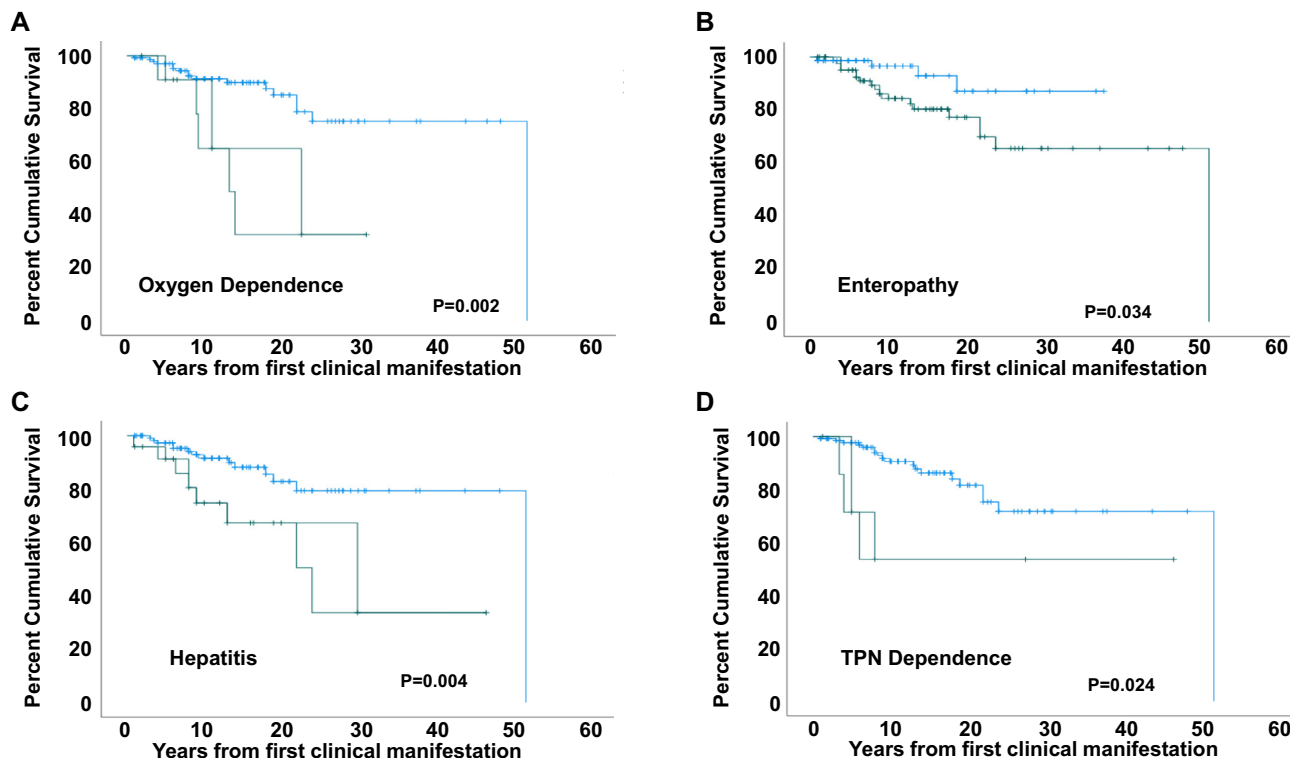 A
Percent Cumulative Survival
100
80
60
40
20
0
Oxygen Dependence
P=0.002
0 10 20 30 40 50 60
Years from first clinical manifestation
B
Percent Cumulative Survival
100
80
60
40
20
0
Enteropathy
P=0.034
0 10 20 30 40 50 60
Years from first clinical manifestation
C
Percent Cumulative Survival
100
80
60
40
20
0
Hepatitis
P=0.004
0 10 20 30 40 50 60
Years from first clinical manifestation
D
Percent Cumulative Survival
100
80
60
40
20
0
TPN Dependence
P=0.024
0 10 20 30 40 50 60
Years from first clinical manifestation